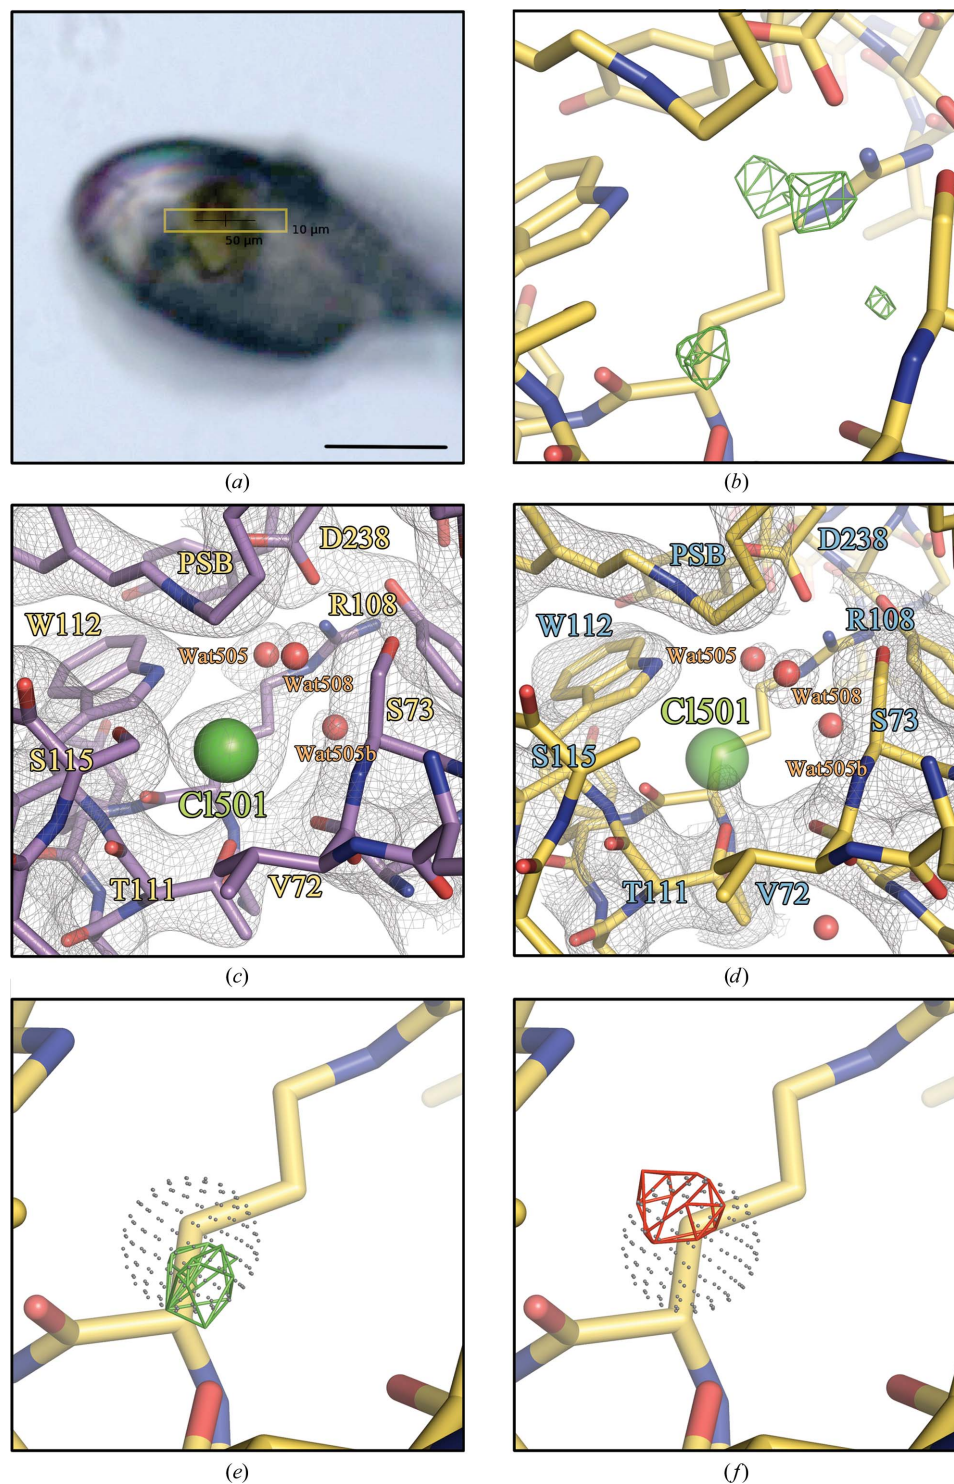 50 μm
10 μm
(a)
(b)
PSB
D238
W112
R108
Wat505
Wat508
S73
S115
Wat505b
Cl501
T111
V72
(c)
PSB
D238
W112
R108
Wat505
Wat508
Cl501
S73
S115
Wat505b
T111
V72
(d)
(e)
(f)